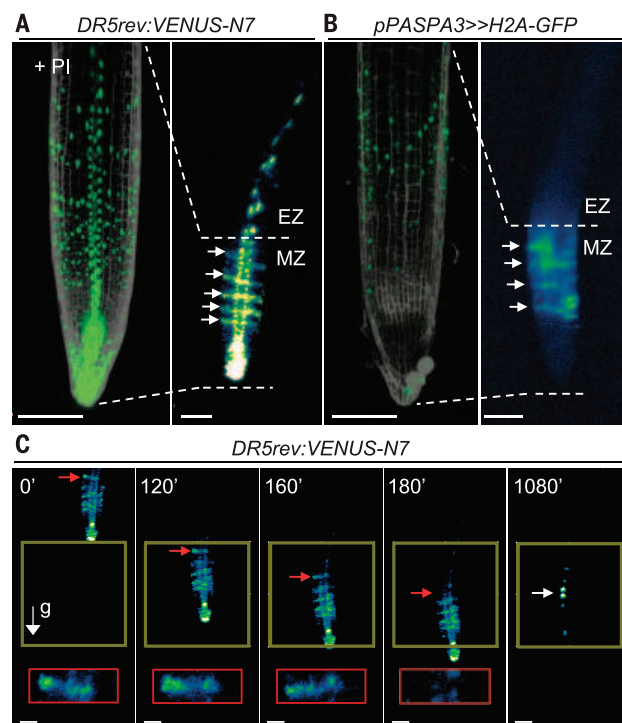 A DR5rev:VENUS-N7
+ PI
EZ
MZ
B pPASPA3>>H2A-GFP
EZ
MZ
C DR5rev:VENUS-N7
0' 120' 160' 180' 1080'
g